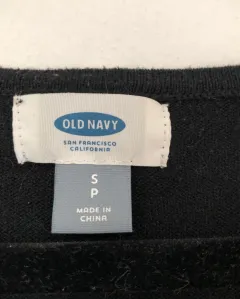 OLD NAVY
SAN FRANCISCO
CALIFORNIA
S
P
MADE IN
CHINA